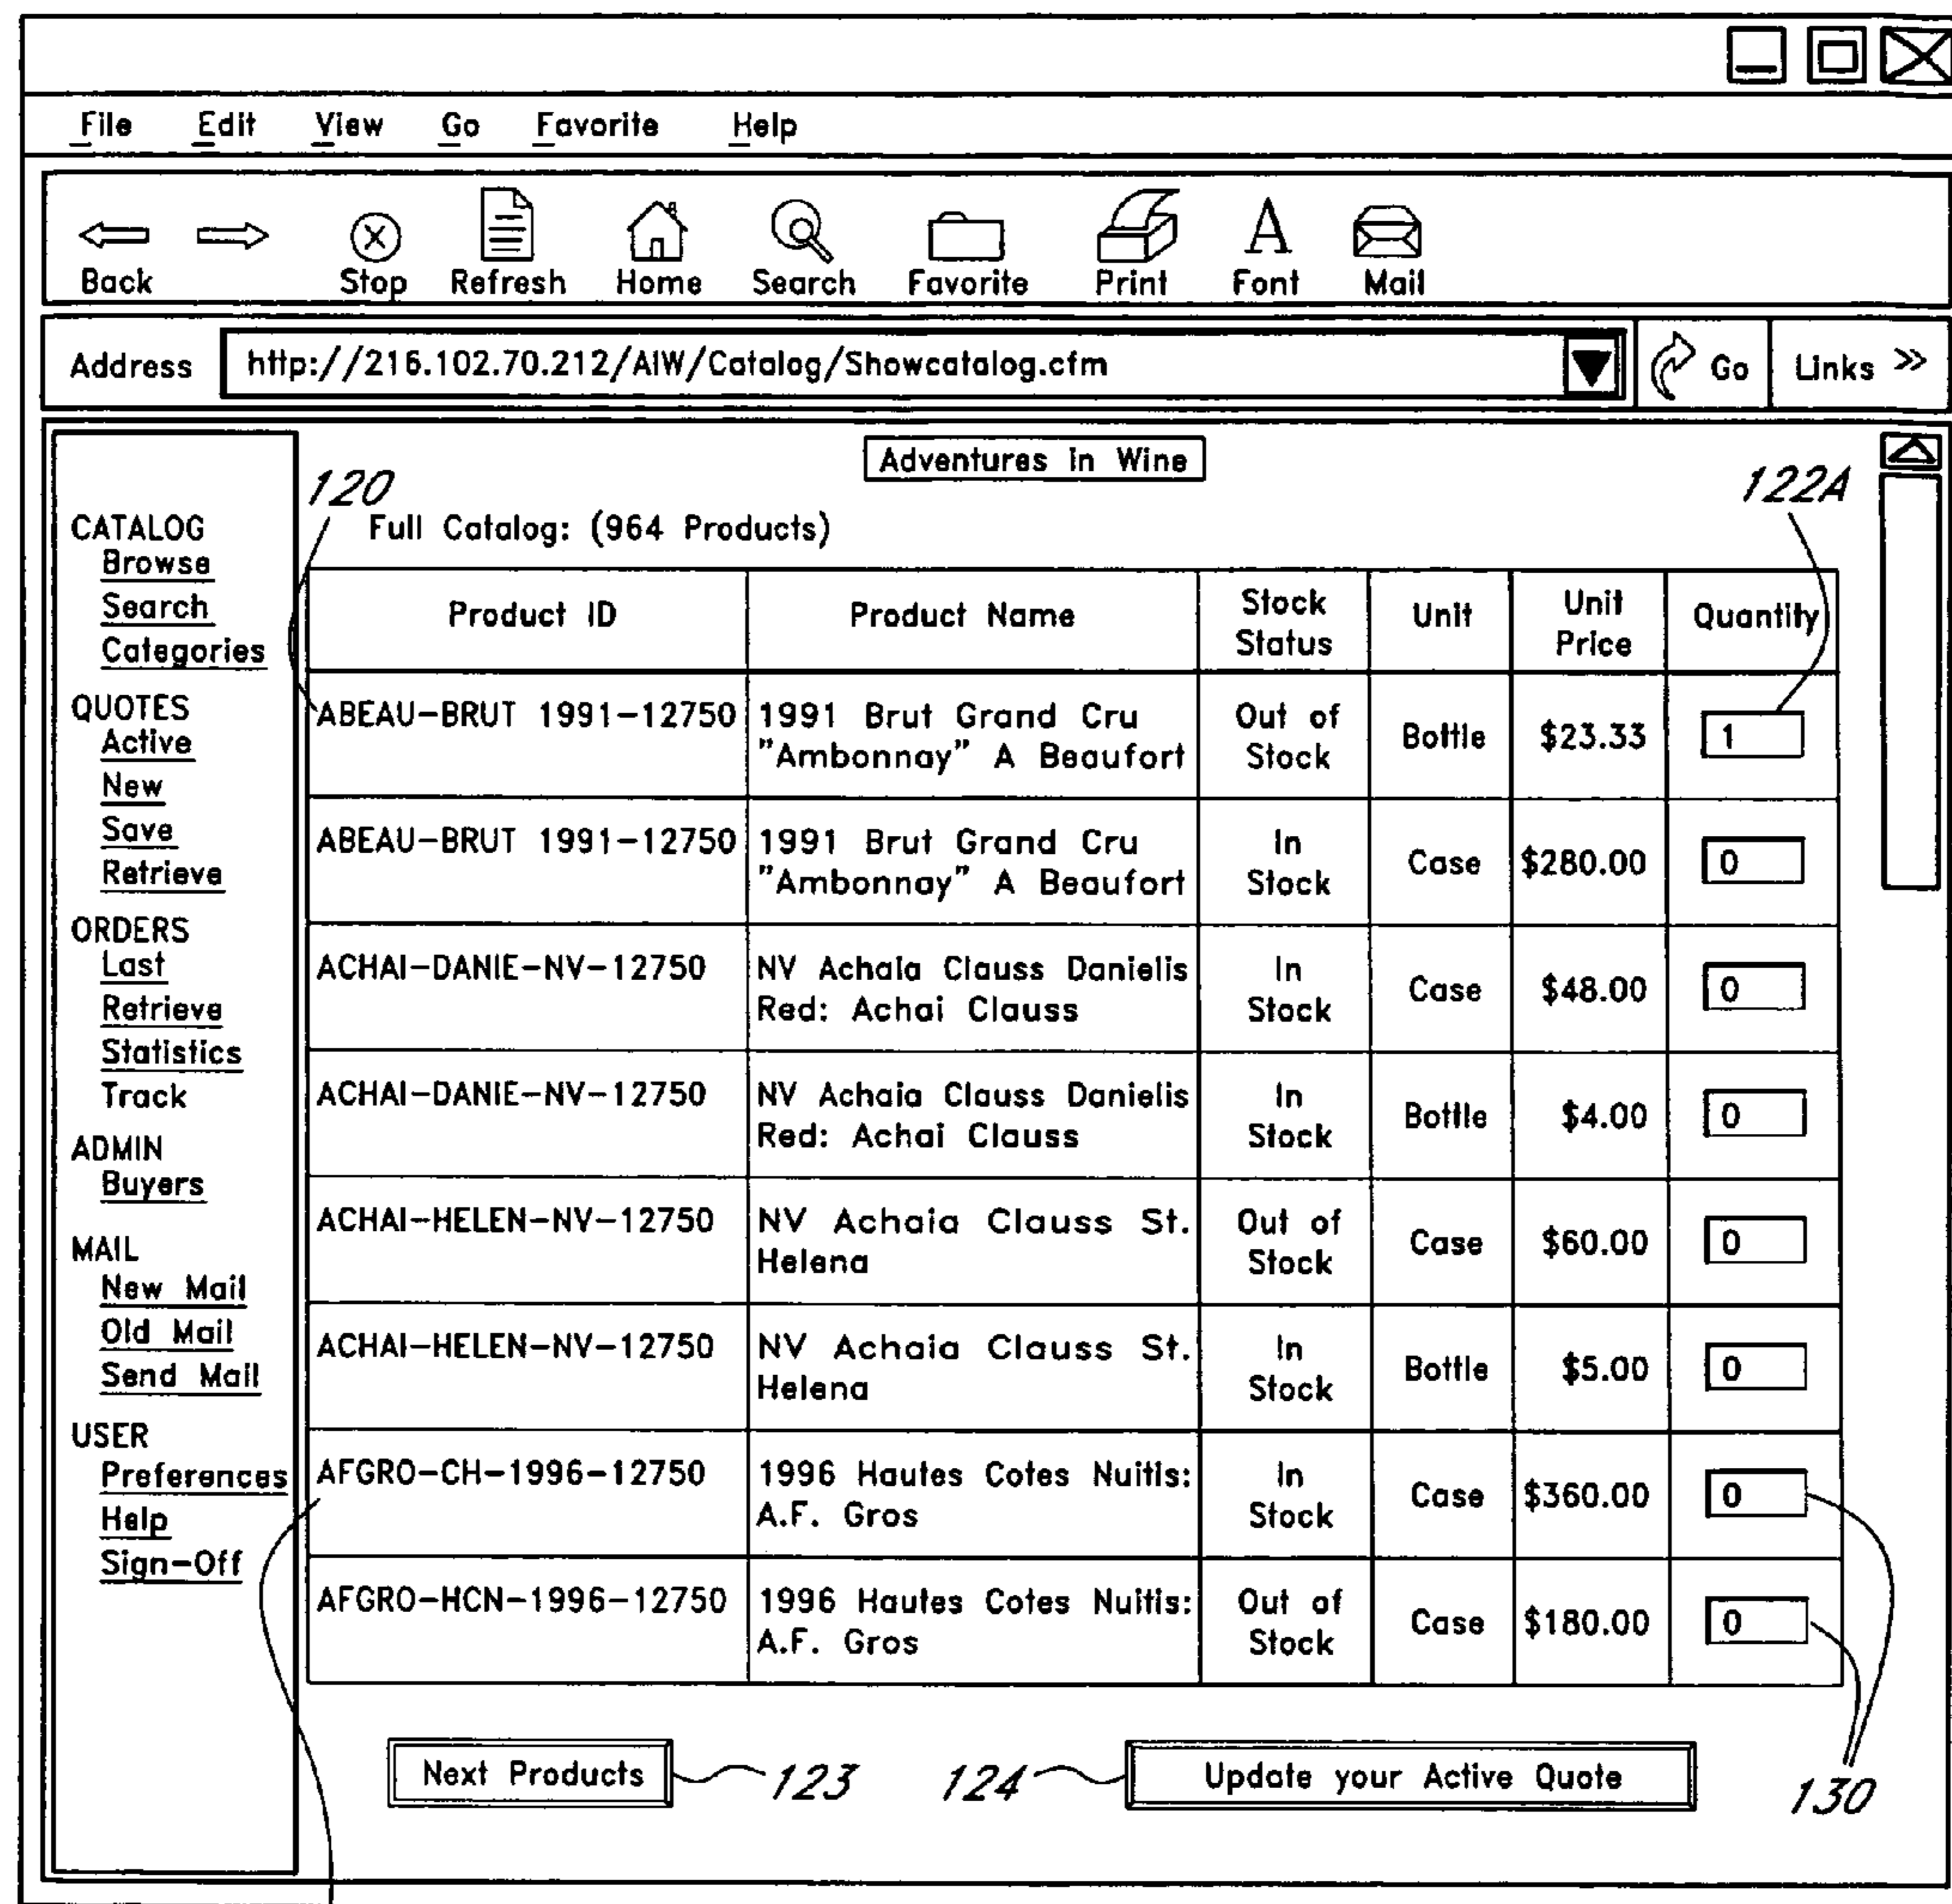 File Edit View Go Favorite Help
Back Stop Refresh Home Search Favorite Print Font Mail
Address http://216.102.70.212/AIW/Catalog/Showcatalog.cfm Go Links >>
Adventures in Wine
120
122A
Full Catalog: (964 Products)
CATALOG
Browse
Search
Categories
QUOTES
Active
New
Save
Retrieve
ORDERS
Last
Retrieve
Statistics
Track
ADMIN
Buyers
MAIL
New Mail
Old Mail
Send Mail
USER
Preferences
Help
Sign-Off
Product ID Product Name Stock Status Unit Unit Price Quantity
ABEAU-BRUT 1991-12750 1991 Brut Grand Cru "Ambonnay" A Beaufort Out of Stock Bottle $23.33 1
ABEAU-BRUT 1991-12750 1991 Brut Grand Cru "Ambonnay" A Beaufort In Stock Case $280.00 0
ACHAI-DANIE-NV-12750 NV Achaia Clauss Danielis Red: Achai Clauss In Stock Case $48.00 0
ACHAI-DANIE-NV-12750 NV Achaia Clauss Danielis Red: Achai Clauss In Stock Bottle $4.00 0
ACHAI-HELEN-NV-12750 NV Achaia Clauss St. Helena Out of Stock Case $60.00 0
ACHAI-HELEN-NV-12750 NV Achaia Clauss St. Helena In Stock Bottle $5.00 0
AFGRO-CH-1996-12750 1996 Hautes Cotes Nuitis: A.F. Gros In Stock Case $360.00 0
AFGRO-HCN-1996-12750 1996 Hautes Cotes Nuitis: A.F. Gros Out of Stock Case $180.00 0
Next Products 123 124 Update your Active Quote 130